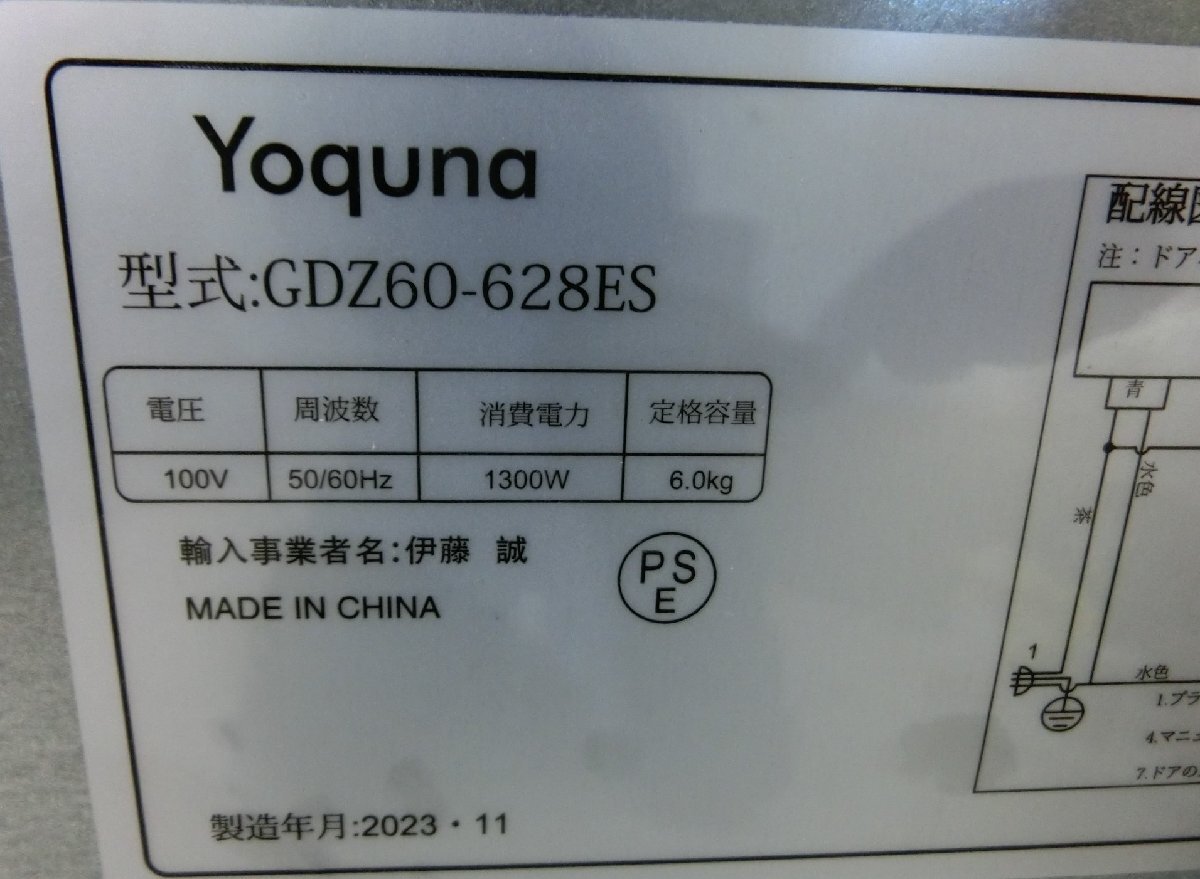 Yoquna
型式:GDZ60-628ES
電圧 周波数 消費電力 定格容量
100V 50/60Hz 1300W 6.0kg
輸入事業者名:伊藤 誠
PSE
MADE IN CHINA
製造年月:2023・11
配線
注:ドア
青
水色
茶
1
水色
1.プラ
4.マニュ
7.ドアの